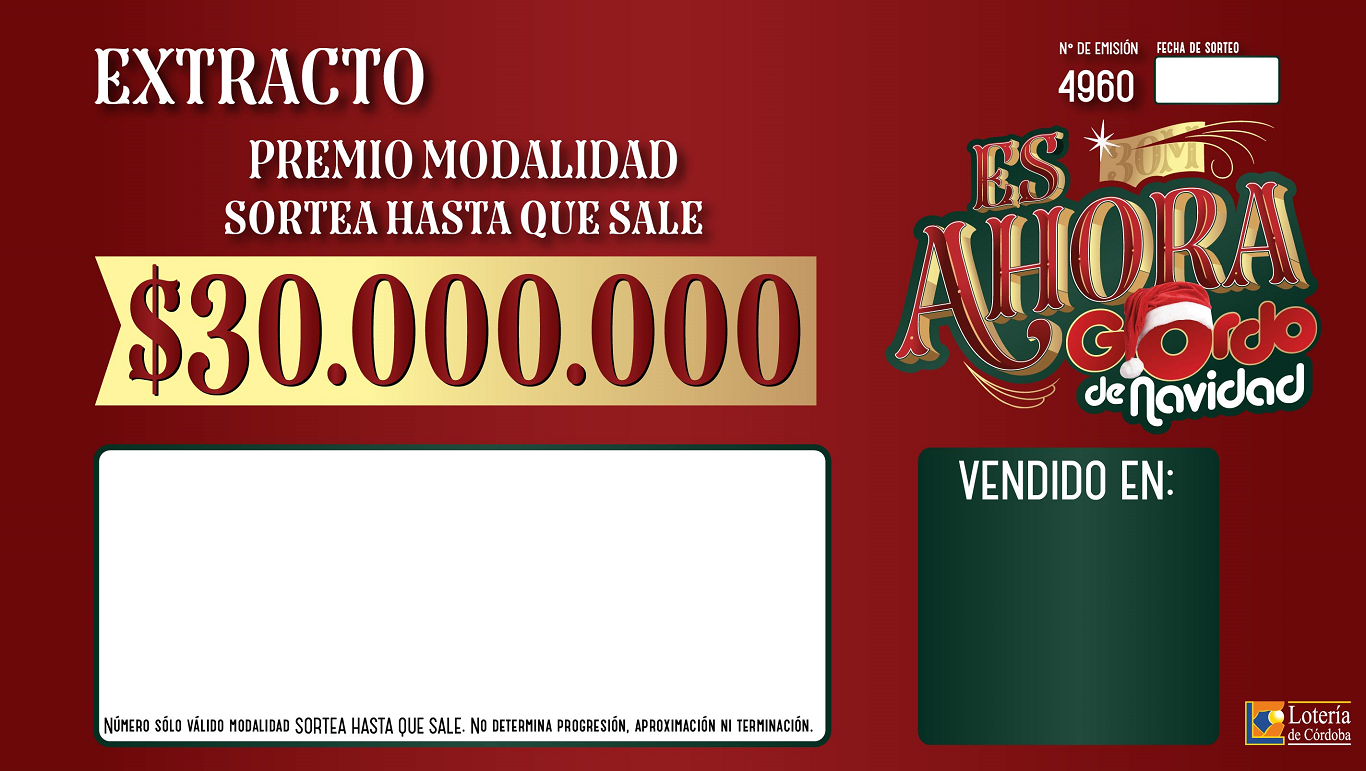 EXTRACTO
Nº DE EMISIÓN
FECHA DE SORTEO
4960
PREMIO MODALIDAD
SORTEA HASTA QUE SALE
$30.000.000
30M
ES
AHORA
GORDO
de Navidad
VENDIDO EN:
NÚMERO SÓLO VÁLIDO MODALIDAD SORTEA HASTA QUE SALE. NO DETERMINA PROGRESIÓN, APROXIMACIÓN NI TERMINACIÓN.
Lotería
de Córdoba